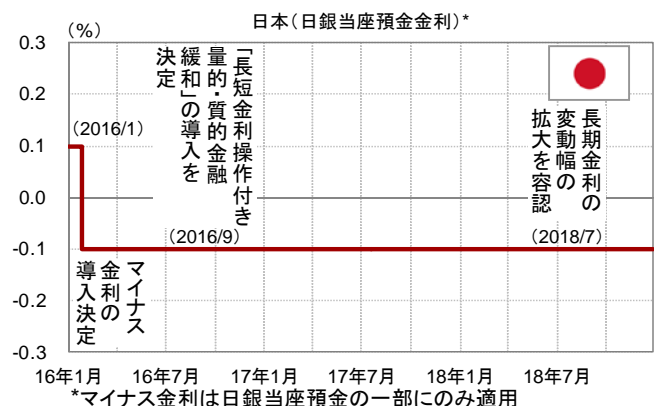 日本（日銀当座預金金利）*
（%）
0.3
0.2
0.1
0.0
-0.1
-0.2
-0.3
（2016/1）
マイナス
金利の
導入決定
「長短金利操作付き
量的・質的金融
緩和」の導入を
決定
（2016/9）
長期金利の
変動幅の
拡大を容認
（2018/7）
16年1月 16年7月 17年1月 17年7月 18年1月 18年7月
*マイナス金利は日銀当座預金の一部にのみ適用